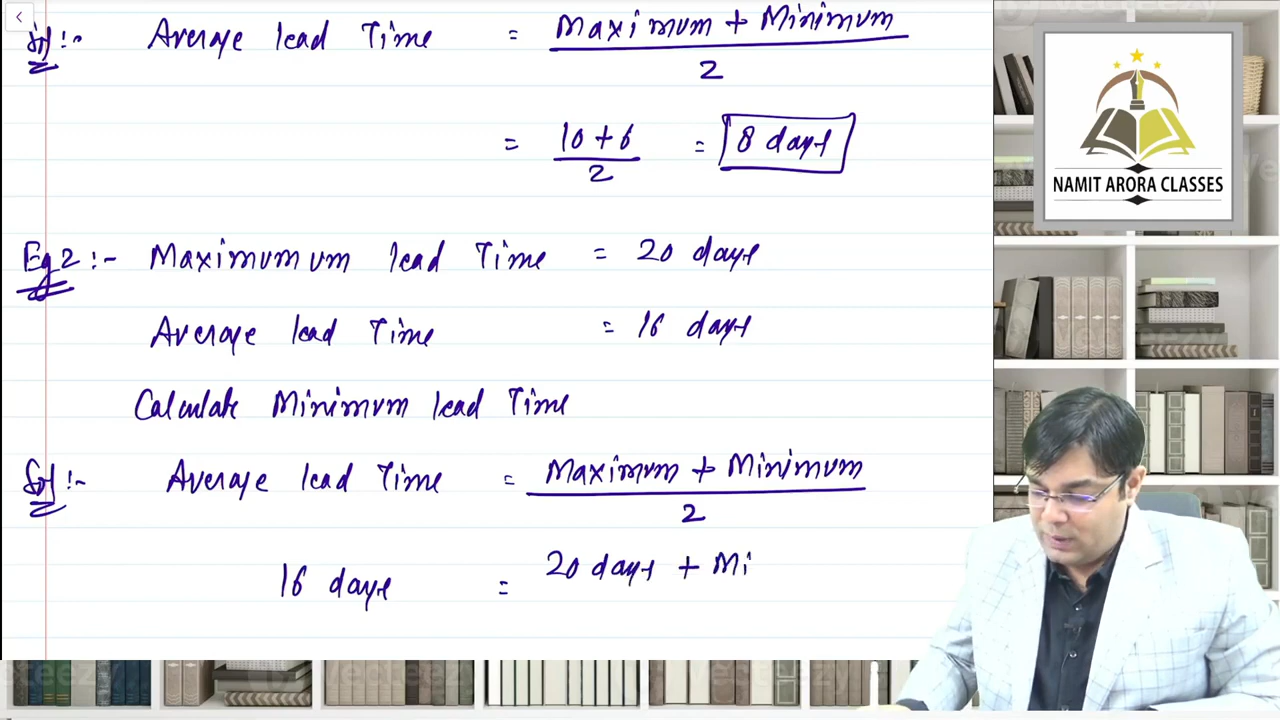 Sol :- Average lead Time = Maximum + Minimum
2
= 10 + 6 = 8 days
2
Eg 2 :- Maximumum lead Time = 20 days
Average lead Time = 16 days
Calculate Minimum lead Time
Sol :- Average lead Time = Maximum + Minimum
2
16 days = 20 days + Mi
NAMIT ARORA CLASSES